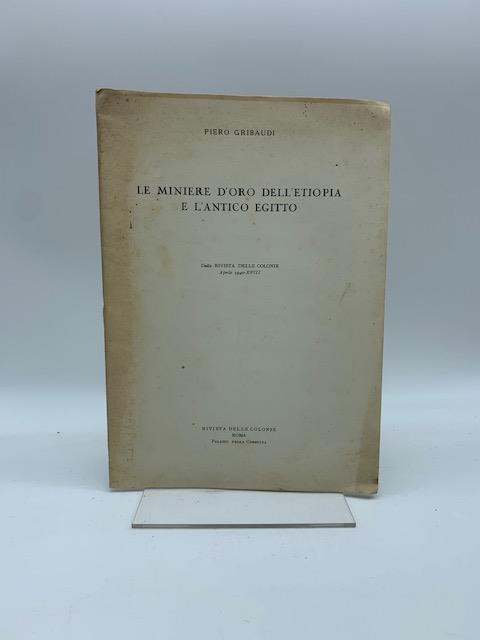 PIERO GRIBAUDI
LE MINIERE D'ORO DELL'ETIOPIA
E L'ANTICO EGITTO
Dalla RIVISTA DELLE COLONIE
Aprile 1940-XVIII
RIVISTA DELLE COLONIE
ROMA
PALAZZO DELLA CONSULTA